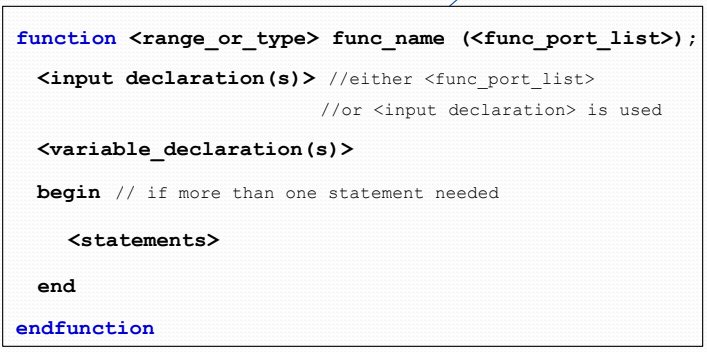 function <range_or_type> func_name (<func_port_list>);
<input declaration(s)> //either <func_port_list>
//or <input declaration> is used
<variable_declaration(s)>
begin // if more than one statement needed
<statements>
end
endfunction